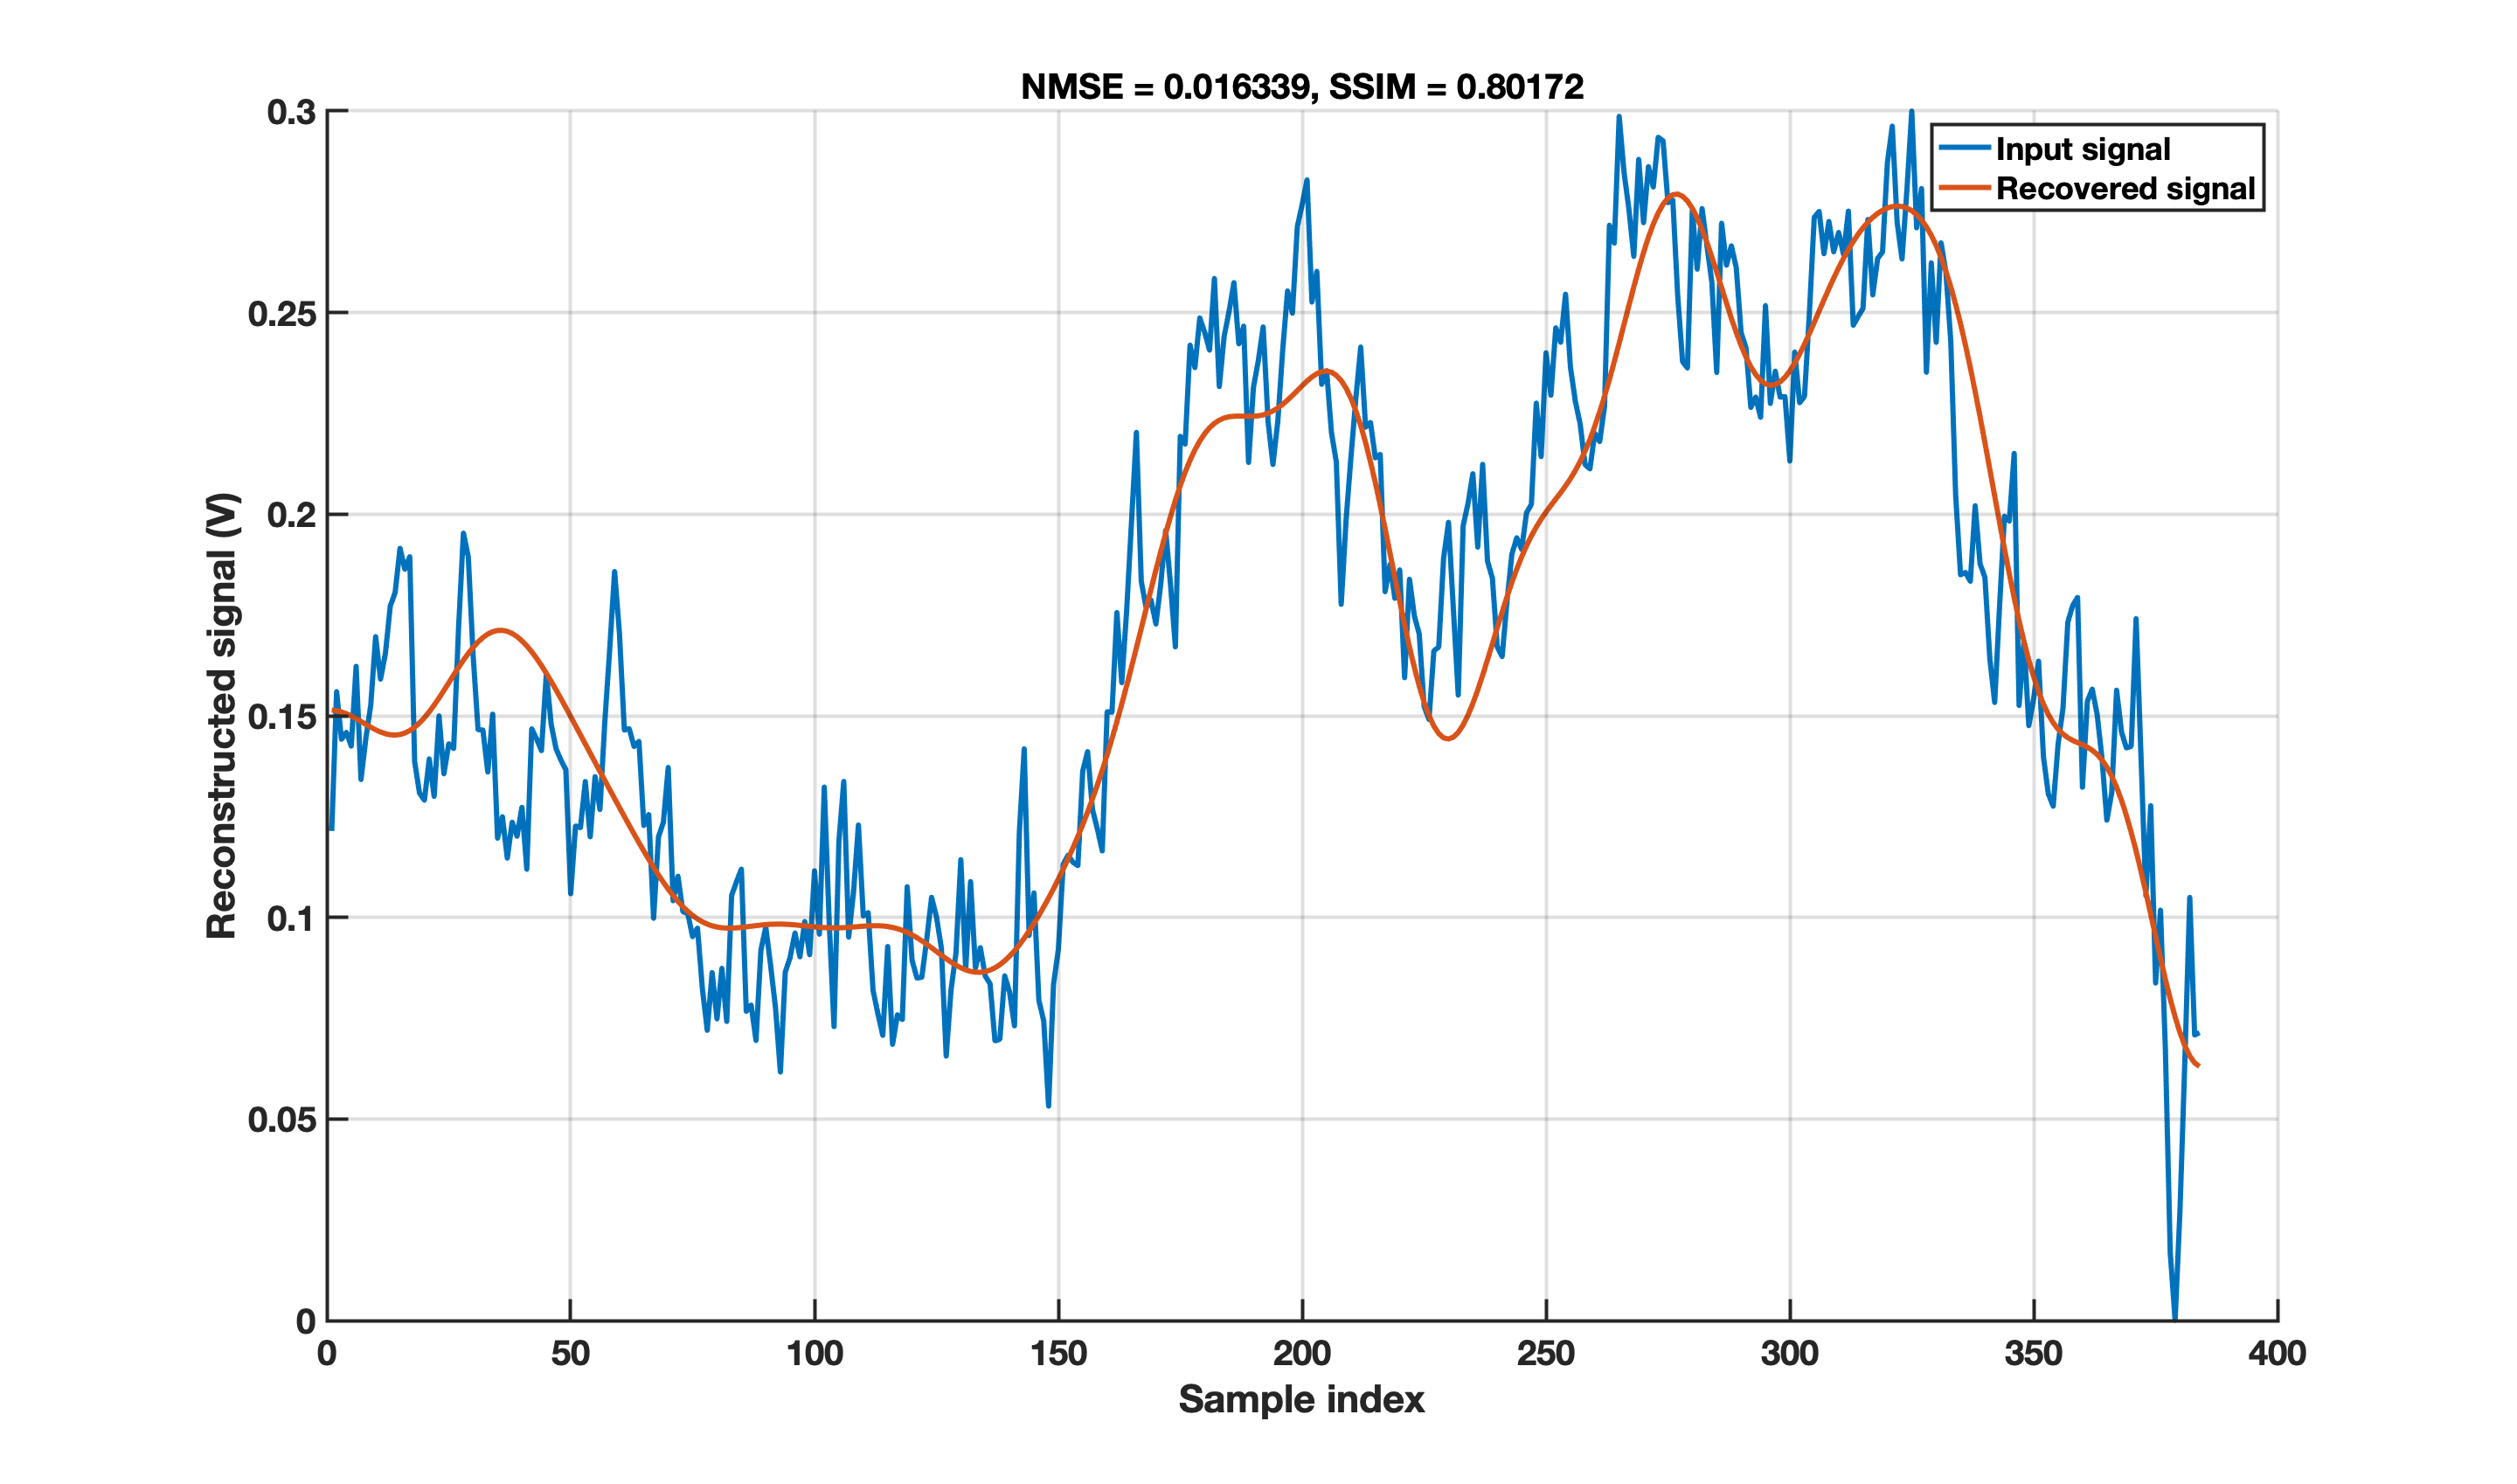 NMSE = 0.016339, SSIM = 0.80172
Input signal
Recovered signal
Reconstructed signal (V)
0.3
0.25
0.2
0.15
0.1
0.05
0
0 50 100 150 200 250 300 350 400
Sample index